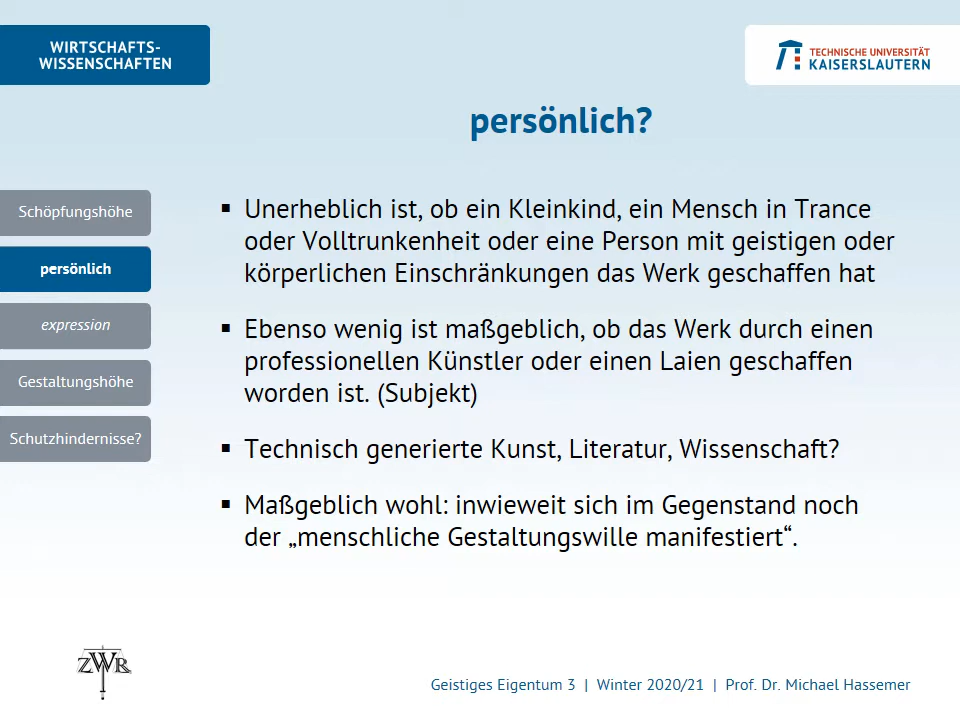 WIRTSCHAFTS-
WISSENSCHAFTEN
TECHNISCHE UNIVERSITÄT
KAISERSLAUTERN
persönlich?
Schöpfungshöhe
persönlich
expression
Gestaltungshöhe
Schutzhindernisse?
▪ Unerheblich ist, ob ein Kleinkind, ein Mensch in Trance
oder Volltrunkenheit oder eine Person mit geistigen oder
körperlichen Einschränkungen das Werk geschaffen hat
▪ Ebenso wenig ist maßgeblich, ob das Werk durch einen
professionellen Künstler oder einen Laien geschaffen
worden ist. (Subjekt)
▪ Technisch generierte Kunst, Literatur, Wissenschaft?
▪ Maßgeblich wohl: inwieweit sich im Gegenstand noch
der „menschliche Gestaltungswille manifestiert“.
ZWR
Geistiges Eigentum 3 | Winter 2020/21 | Prof. Dr. Michael Hassemer